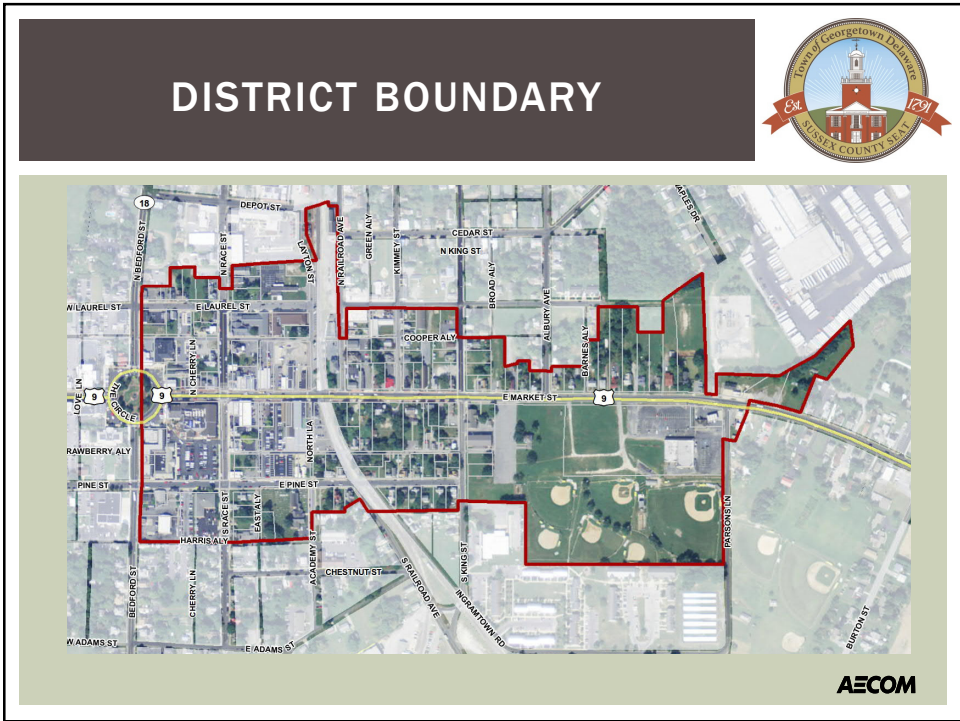 DISTRICT BOUNDARY
Town of Georgetown Delaware
Est.
1791
SUSSEX COUNTY SEAT
18
DEPOT ST
N BEDFORD ST
N RACE ST
LAYTON ST
N RAILROAD AVE
GREEN ALY
KIMMEY ST
CEDAR ST
N KING ST
APLES DR
W LAUREL ST
E LAUREL ST
BROAD ALY
ALBURY AVE
COOPER ALY
BARNES ALY
N CHERRY LN
LOVE LN
9
THE CIRCLE
9
E MARKET ST
9
RAWBERRY ALY
NORTH LA
PINE ST
E PINE ST
S RACE ST
EAST ALY
HARRIS ALY
ACADEMY ST
PARSONS LN
BEDFORD ST
CHERRY LN
CHESTNUT ST
S RAILROAD AVE
S KING ST
INGRAMTOWN RD
BURTON ST
W ADAMS ST
E ADAMS ST
AECOM